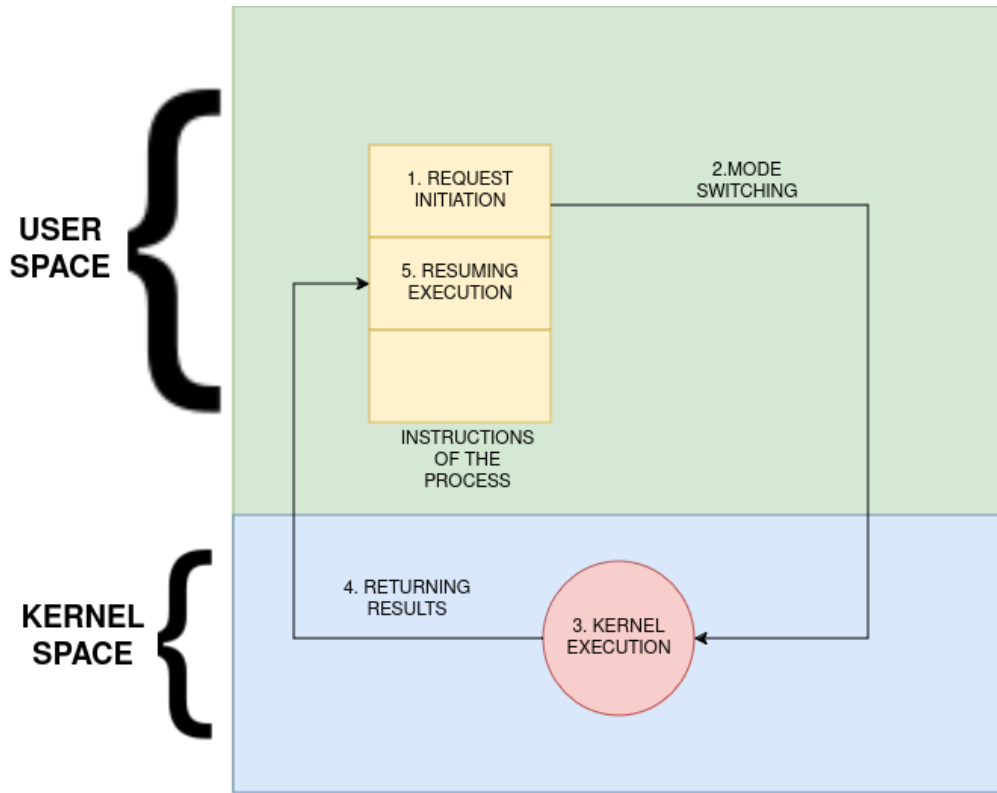 USER
SPACE
1. REQUEST
INITIATION
2.MODE
SWITCHING
5. RESUMING
EXECUTION
INSTRUCTIONS
OF THE
PROCESS
KERNEL
SPACE
4. RETURNING
RESULTS
3. KERNEL
EXECUTION